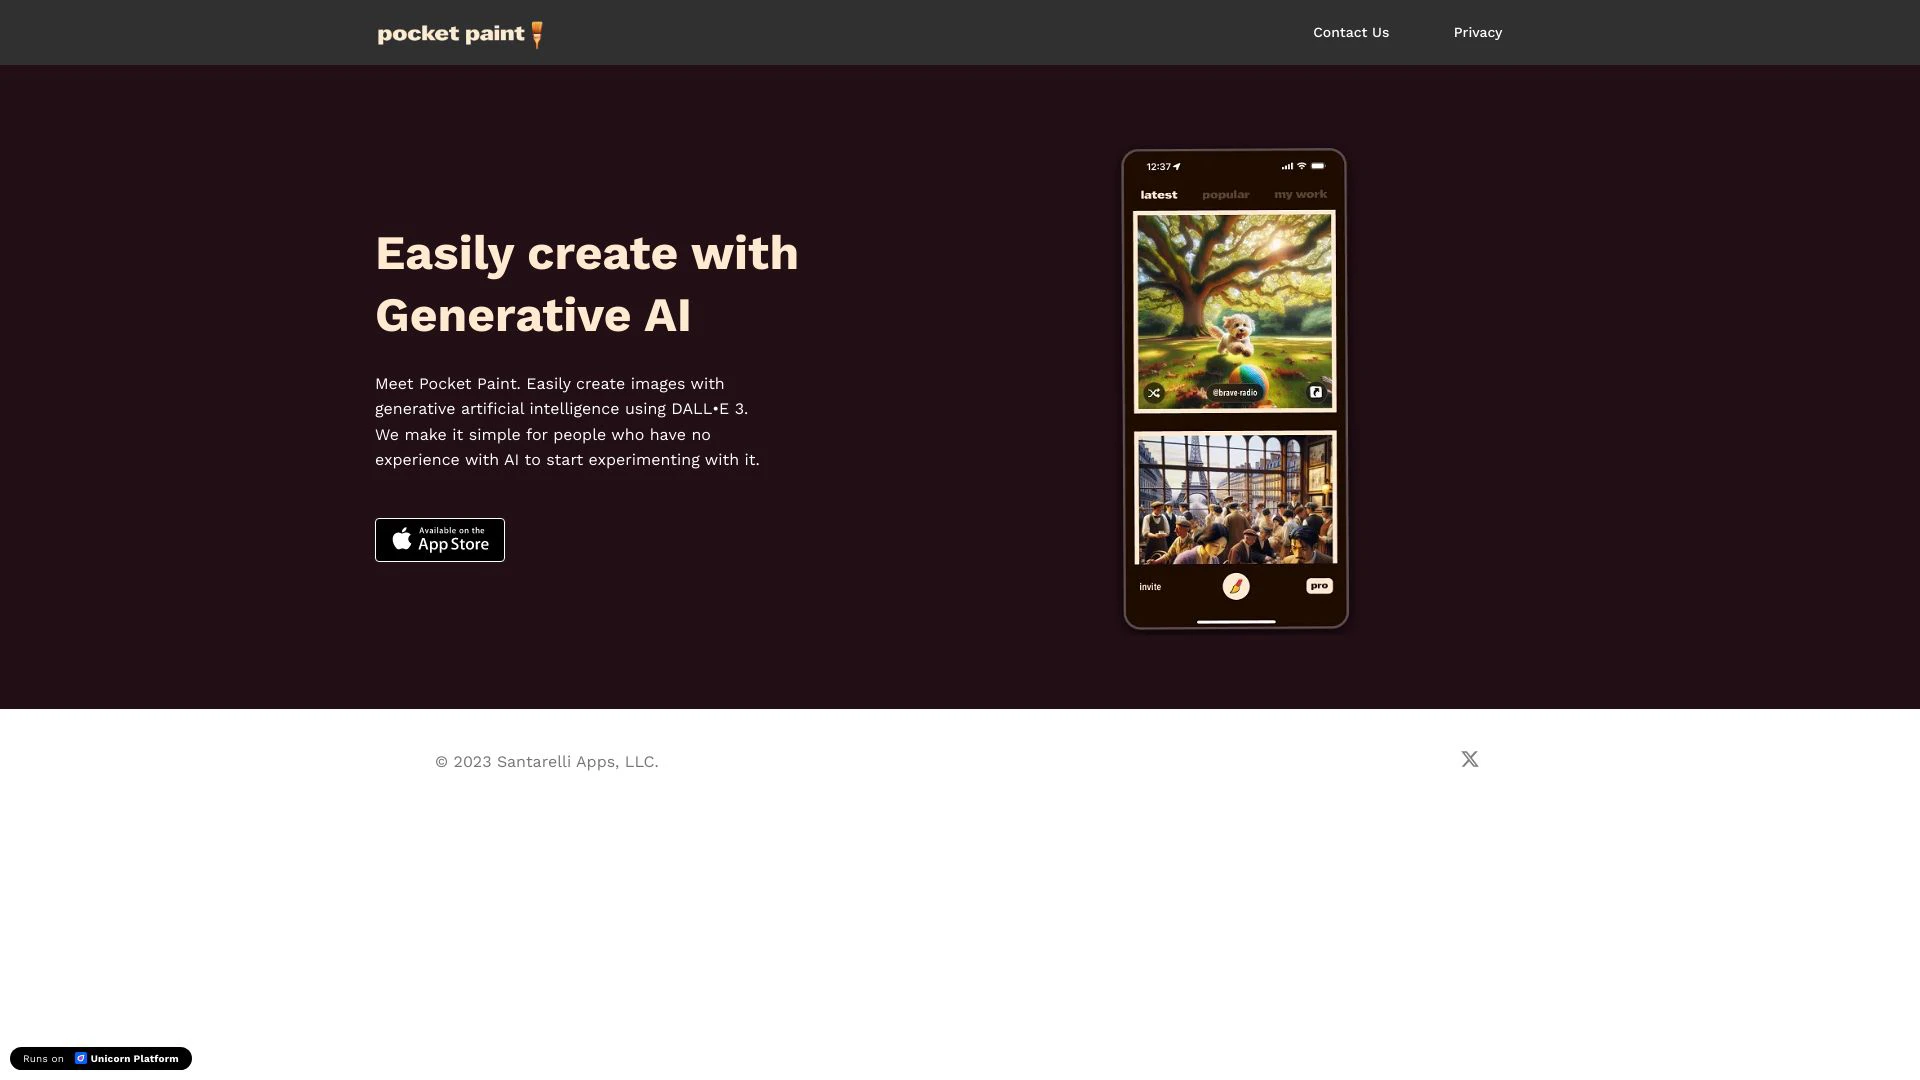 pocket paint
Contact Us
Privacy
Easily create with
Generative AI
Meet Pocket Paint. Easily create images with
generative artificial intelligence using DALL•E 3.
We make it simple for people who have no
experience with AI to start experimenting with it.
Available on the
App Store
12:37
latest
popular
my work
@brave-radio
invite
pro
© 2023 Santarelli Apps, LLC.
Runs on Unicorn Platform